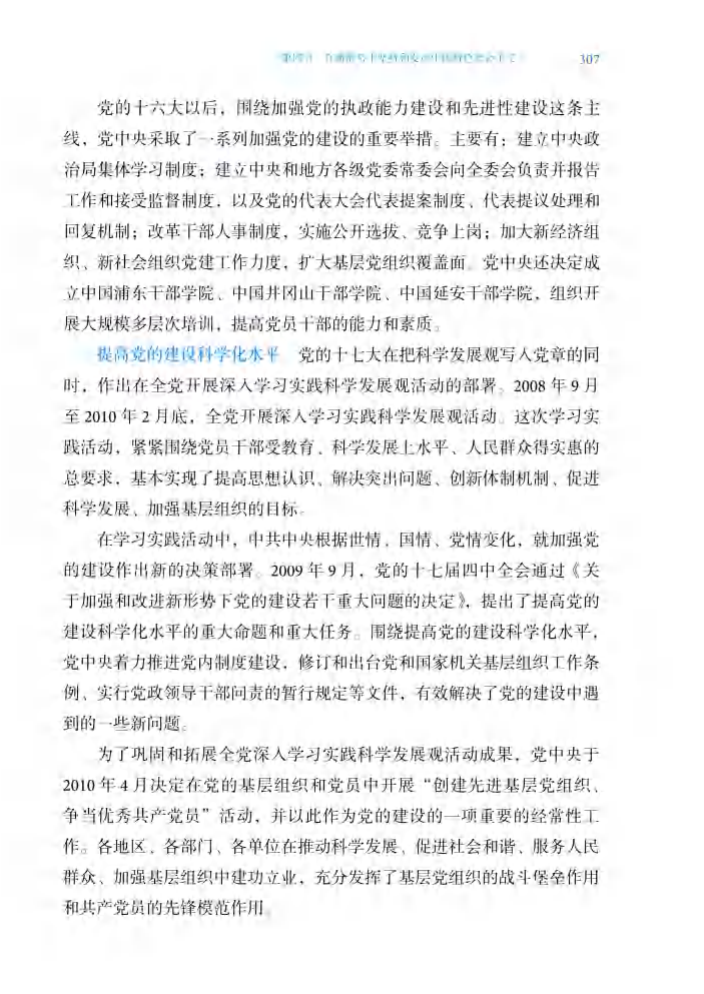 307
党的十六大以后，围绕加强党的执政能力建设和先进性建设这条主
线，党中央采取了一系列加强党的建设的重要举措。主要有：建立中央政
治局集体学习制度；建立中央和地方各级党委常委会向全委会负责并报告
工作和接受监督制度，以及党的代表大会代表提案制度、代表提议处理和
回复机制；改革干部人事制度，实施公开选拔、竞争上岗；加大新经济组
织、新社会组织党建工作力度，扩大基层党组织覆盖面。党中央还决定成
立中国浦东干部学院、中国井冈山干部学院、中国延安干部学院，组织开
展大规模多层次培训，提高党员干部的能力和素质。
提高党的建设科学化水平 党的十七大在把科学发展观写入党章的同
时，作出在全党开展深入学习实践科学发展观活动的部署。2008 年 9 月
至 2010 年 2 月底，全党开展深入学习实践科学发展观活动。这次学习实
践活动，紧紧围绕党员干部受教育、科学发展上水平、人民群众得实惠的
总要求，基本实现了提高思想认识、解决突出问题、创新体制机制、促进
科学发展、加强基层组织的目标。
在学习实践活动中，中共中央根据世情、国情、党情变化，就加强党
的建设作出新的决策部署。2009 年 9 月，党的十七届四中全会通过《关
于加强和改进新形势下党的建设若干重大问题的决定》，提出了提高党的
建设科学化水平的重大命题和重大任务。围绕提高党的建设科学化水平，
党中央着力推进党内制度建设，修订和出台党和国家机关基层组织工作条
例、实行党政领导干部问责的暂行规定等文件，有效解决了党的建设中遇
到的一些新问题。
为了巩固和拓展全党深入学习实践科学发展观活动成果，党中央于
2010 年 4 月决定在党的基层组织和党员中开展“创建先进基层党组织、
争当优秀共产党员”活动，并以此作为党的建设的一项重要的经常性工
作。各地区、各部门、各单位在推动科学发展、促进社会和谐、服务人民
群众、加强基层组织中建功立业，充分发挥了基层党组织的战斗堡垒作用
和共产党员的先锋模范作用。